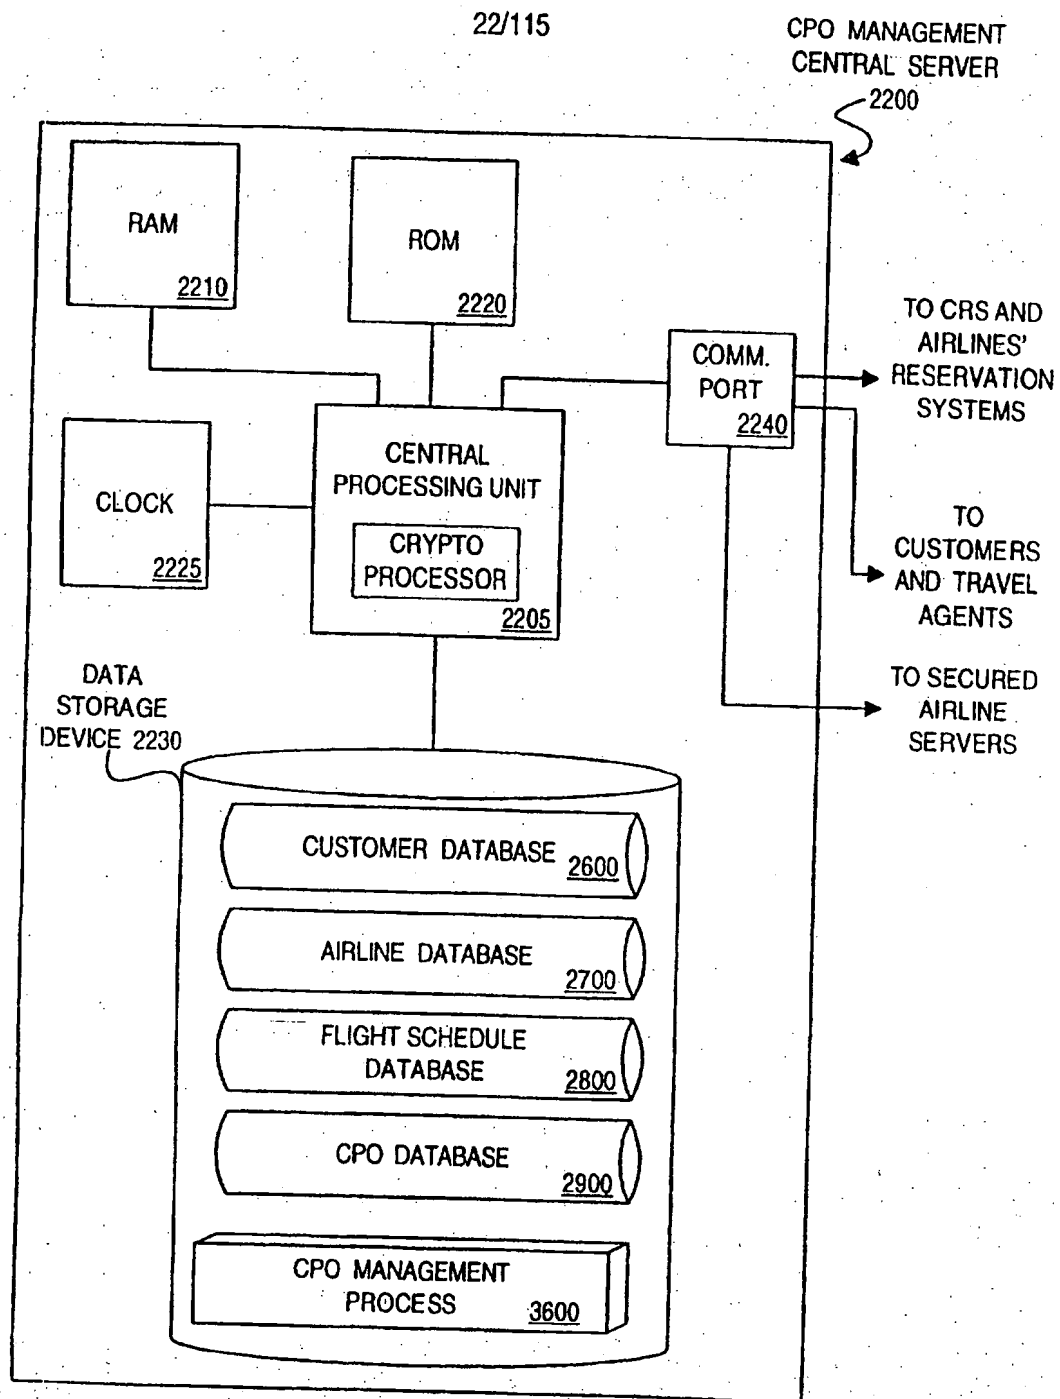 22/115
CPO MANAGEMENT
CENTRAL SERVER
2200
RAM
2210
ROM
2220
COMM.
PORT
2240
TO CRS AND
AIRLINES'
RESERVATION
SYSTEMS
CLOCK
2225
CENTRAL
PROCESSING UNIT
CRYPTO
PROCESSOR
2205
TO
CUSTOMERS
AND TRAVEL
AGENTS
TO SECURED
AIRLINE
SERVERS
DATA
STORAGE
DEVICE 2230
CUSTOMER DATABASE
2600
AIRLINE DATABASE
2700
FLIGHT SCHEDULE
DATABASE
2800
CPO DATABASE
2900
CPO MANAGEMENT
PROCESS
3600